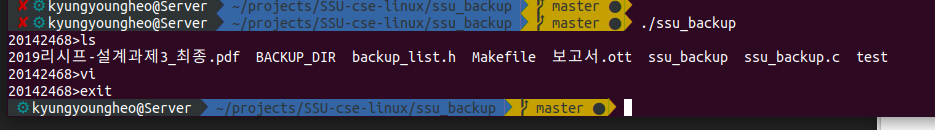 ✘ ⚙ kyungyoungheo@Server ~/projects/SSU-cse-linux/ssu_backup master ●
✘ ⚙ kyungyoungheo@Server ~/projects/SSU-cse-linux/ssu_backup master ● ./ssu_backup
20142468>ls
2019리시프-설계과제3_최종.pdf BACKUP_DIR backup_list.h Makefile 보고서.ott ssu_backup ssu_backup.c test
20142468>vi
20142468>exit
⚙ kyungyoungheo@Server ~/projects/SSU-cse-linux/ssu_backup master ●